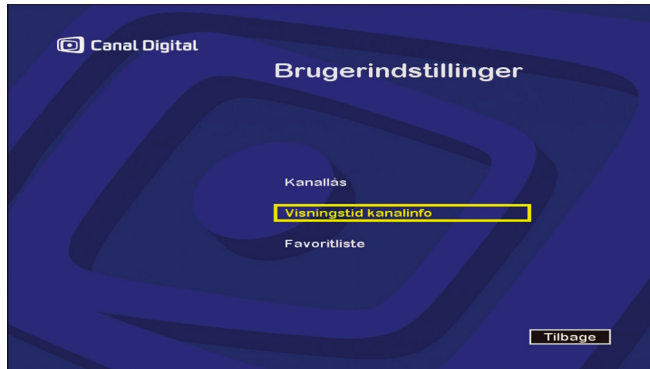 Canal Digital
Brugerindstillinger
Kanallås
Visningstid kanalinfo
Favoritliste
Tilbage